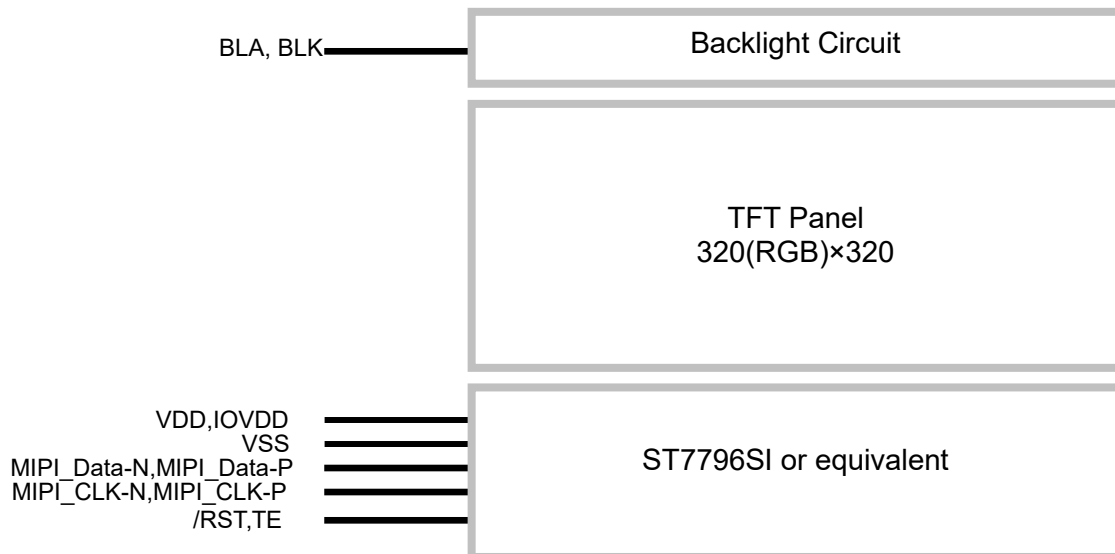 BLA, BLK
Backlight Circuit
TFT Panel
320(RGB)×320
VDD,IOVDD
VSS
MIPI_Data-N,MIPI_Data-P
MIPI_CLK-N,MIPI_CLK-P
/RST,TE
ST7796SI or equivalent